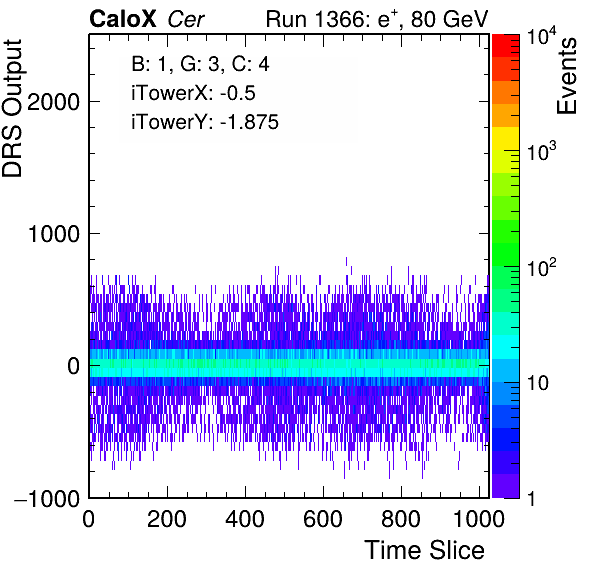 CaloX Cer
Run 1366: e⁺, 80 GeV
B: 1, G: 3, C: 4
iTowerX: -0.5
iTowerY: -1.875
DRS Output
2000
1000
0
−1000
0 200 400 600 800 1000
Time Slice
10⁴
10³
10²
10
1
Events